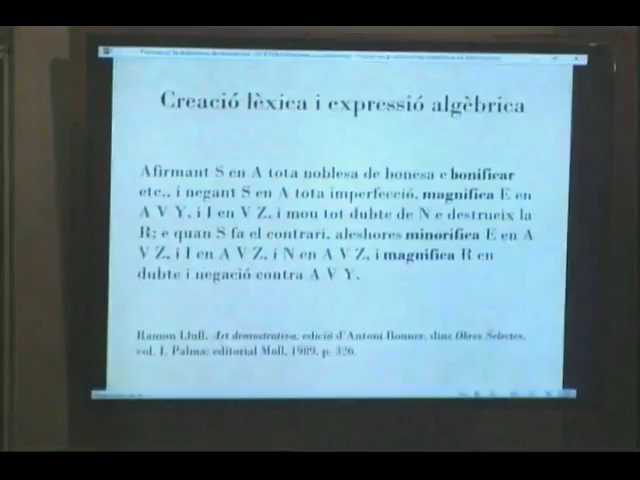 Creació lèxica i expressió algèbrica
Afirmant S en A tota noblesa de bonesa e bonificar
etc., i negant S en A tota imperfecció, magnifica E en
A V Y, i I en V Z, i mou tot dubte de N e destrueix la
R; e quan S fa el contrari, aleshores minorifica E en A
V Z, i I en A V Z, i N en A V Z, i magnifica R en
dubte i negació contra A V Y.
Ramon Llull, Art demostrativa, edició d'Antoni Bonner, dins Obres Selectes,
vol. I. Palma: editorial Moll, 1989, p. 326.